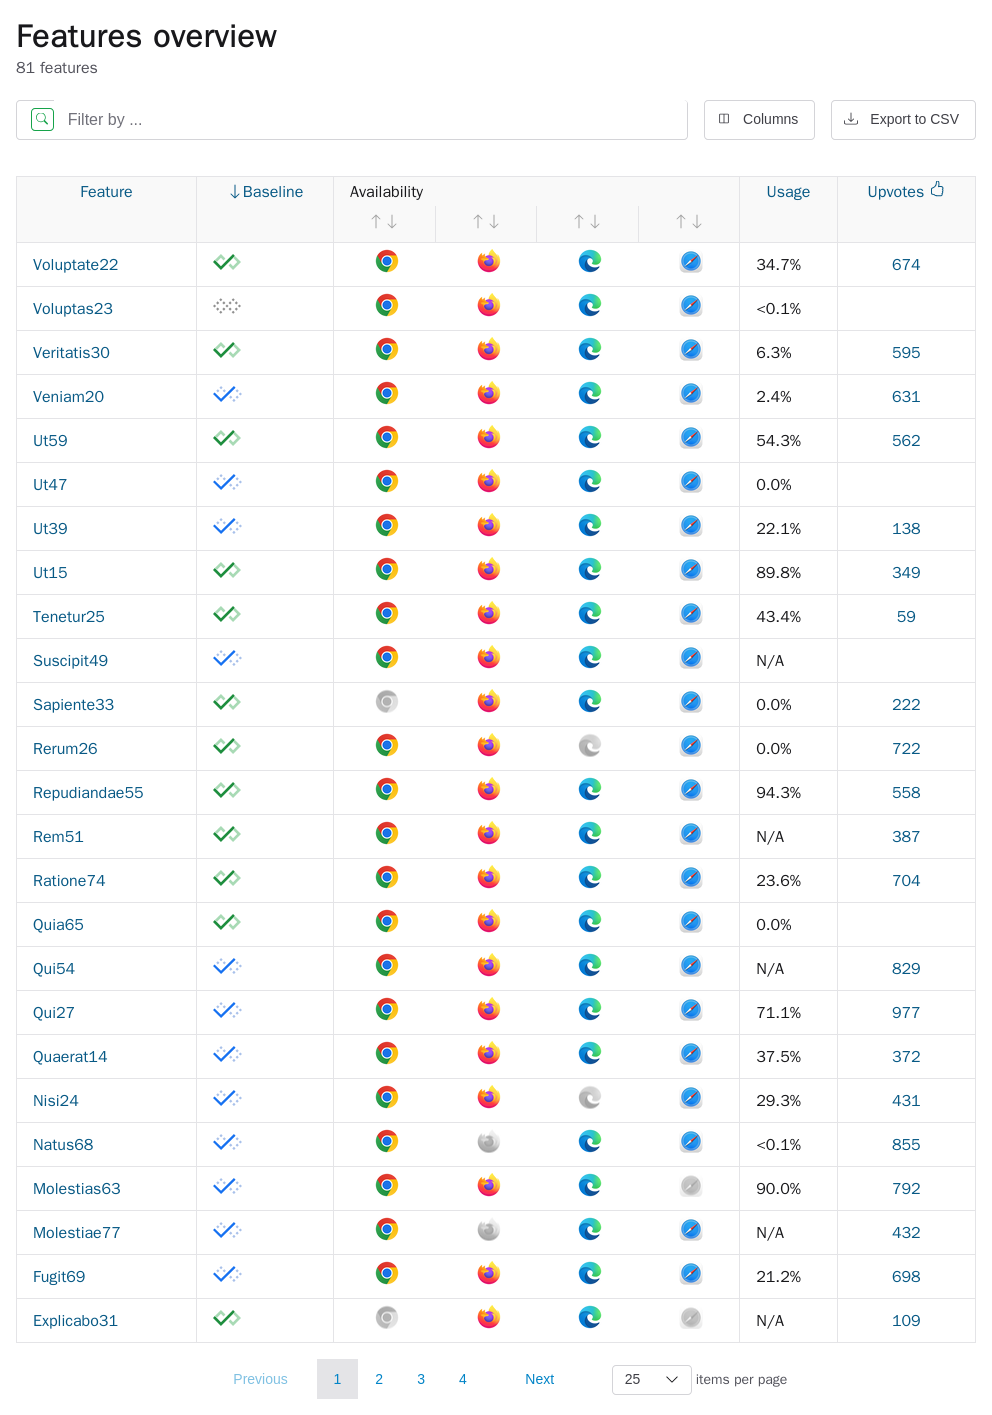 Features overview
81 features
Filter by ...
Columns
Export to CSV
Feature
Baseline
Availability
Usage
Upvotes
Voluptate22 34.7% 674
Voluptas23 <0.1%
Veritatis30 6.3% 595
Veniam20 2.4% 631
Ut59 54.3% 562
Ut47 0.0%
Ut39 22.1% 138
Ut15 89.8% 349
Tenetur25 43.4% 59
Suscipit49 N/A
Sapiente33 0.0% 222
Rerum26 0.0% 722
Repudiandae55 94.3% 558
Rem51 N/A 387
Ratione74 23.6% 704
Quia65 0.0%
Qui54 N/A 829
Qui27 71.1% 977
Quaerat14 37.5% 372
Nisi24 29.3% 431
Natus68 <0.1% 855
Molestias63 90.0% 792
Molestiae77 N/A 432
Fugit69 21.2% 698
Explicabo31 N/A 109
Previous 1 2 3 4 Next 25 items per page